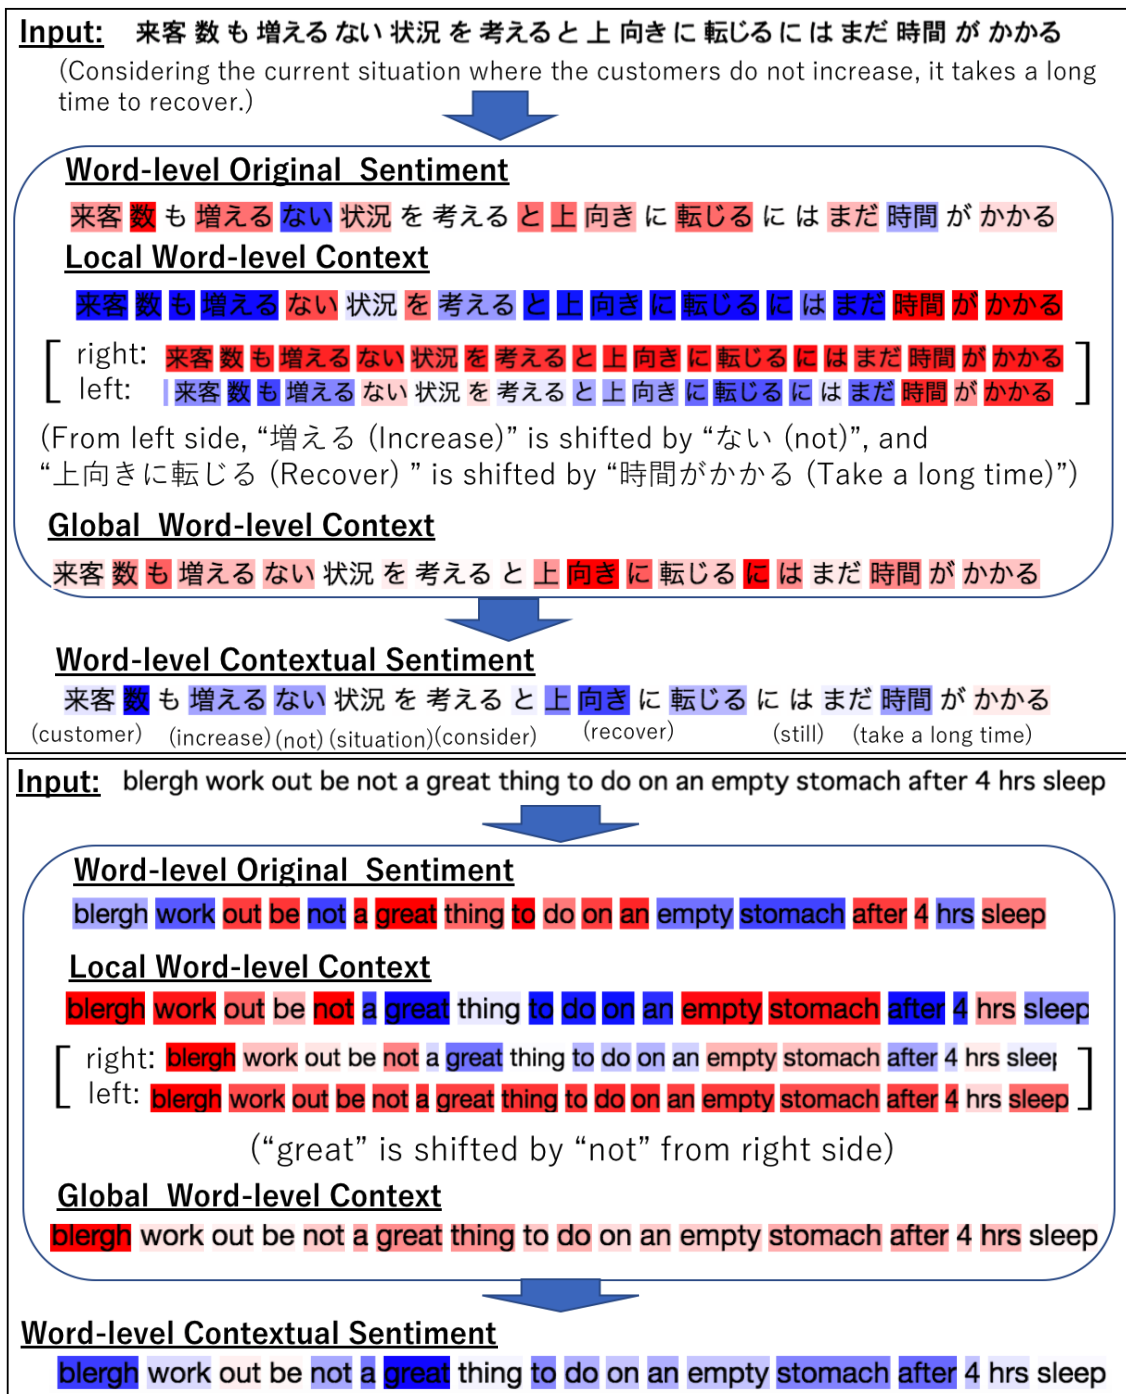 Input: 来客 数 も 増える ない 状況 を 考える と 上 向き に 転じる に は まだ 時間 が かかる
(Considering the current situation where the customers do not increase, it takes a long
time to recover.)
Word-level Original Sentiment
来客 数 も 増える ない 状況 を 考える と 上 向き に 転じる に は まだ 時間 が かかる
Local Word-level Context
来客 数 も 増える ない 状況 を 考える と 上 向き に 転じる に は まだ 時間 が かかる
right: 来客 数 も 増える ない 状況 を 考える と 上 向き に 転じる に は まだ 時間 が かかる
left: 来客 数 も 増える ない 状況 を 考える と 上 向き に 転じる に は まだ 時間 が かかる
(From left side, “増える (Increase)” is shifted by “ない (not)”, and
“上向きに転じる (Recover) ” is shifted by “時間がかかる (Take a long time)”)
Global Word-level Context
来客 数 も 増える ない 状況 を 考える と 上 向き に 転じる に は まだ 時間 が かかる
Word-level Contextual Sentiment
来客 数 も 増える ない 状況 を 考える と 上 向き に 転じる に は まだ 時間 が かかる
(customer) (increase) (not) (situation) (consider) (recover) (still) (take a long time)
Input: blergh work out be not a great thing to do on an empty stomach after 4 hrs sleep
Word-level Original Sentiment
blergh work out be not a great thing to do on an empty stomach after 4 hrs sleep
Local Word-level Context
blergh work out be not a great thing to do on an empty stomach after 4 hrs sleep
right: blergh work out be not a great thing to do on an empty stomach after 4 hrs sleep
left: blergh work out be not a great thing to do on an empty stomach after 4 hrs sleep
(“great” is shifted by “not” from right side)
Global Word-level Context
blergh work out be not a great thing to do on an empty stomach after 4 hrs sleep
Word-level Contextual Sentiment
blergh work out be not a great thing to do on an empty stomach after 4 hrs sleep